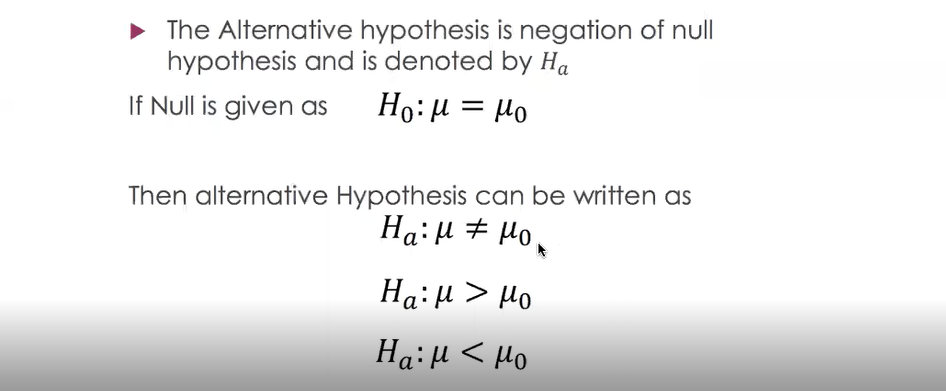 The Alternative hypothesis is negation of null
hypothesis and is denoted by Hₐ
If Null is given as H₀: μ = μ₀
Then alternative Hypothesis can be written as
Hₐ: μ ≠ μ₀
Hₐ: μ > μ₀
Hₐ: μ < μ₀